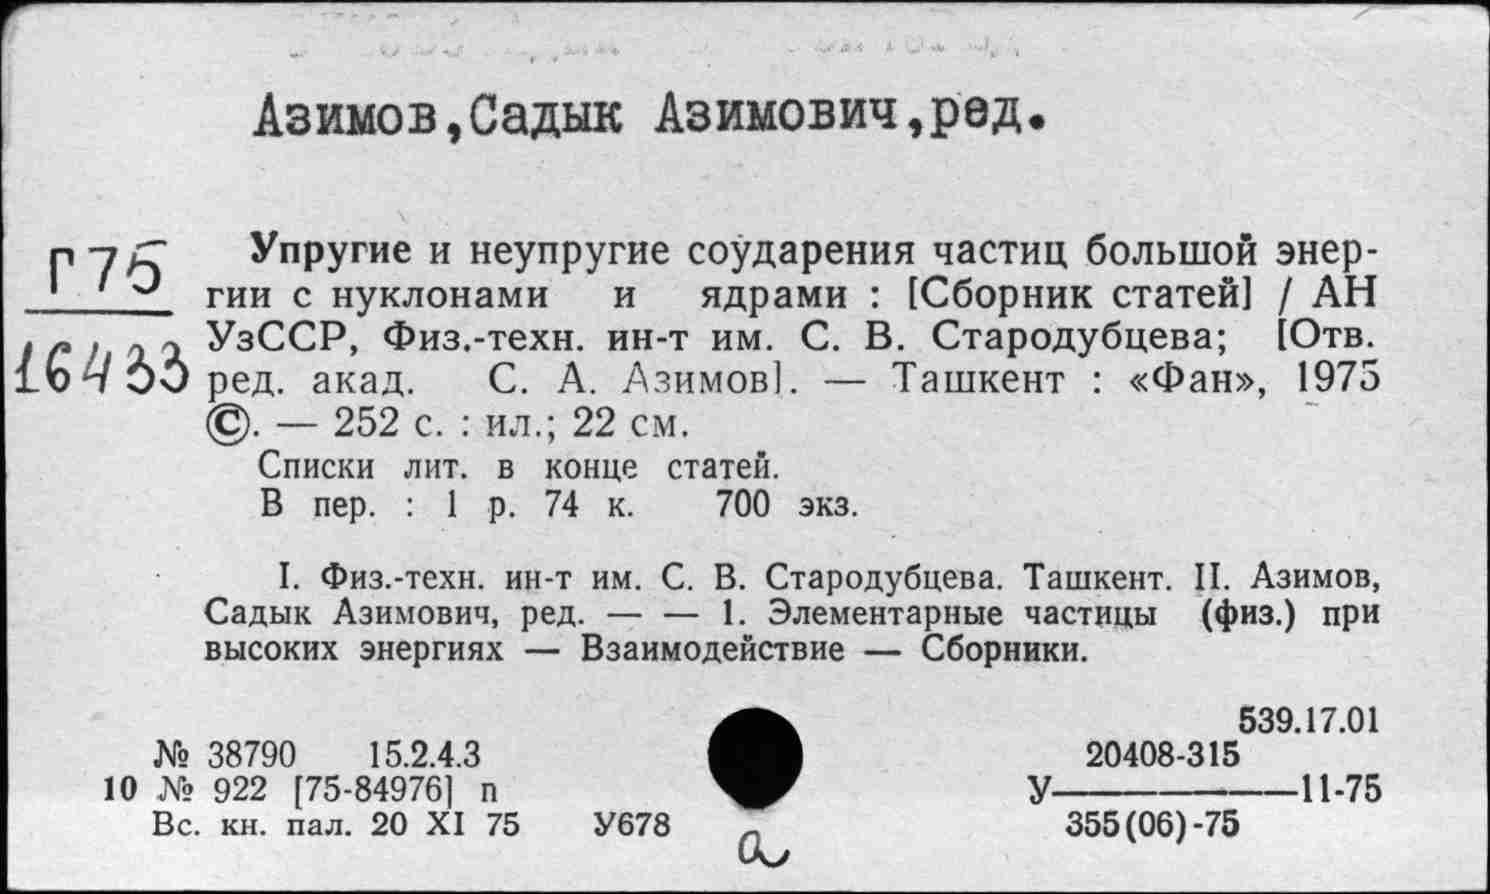 Азимов,Садык Азимович,ред.
Г75
16433
Упругие и неупругие соударения частиц большой энер-
гии с нуклонами и ядрами : [Сборник статей] / АН
УзССР, Физ.-техн. ин-т им. С. В. Стародубцева; [Отв.
ред. акад. С. А. Азимов]. — Ташкент : «Фан», 1975
©. — 252 с. : ил.; 22 см.
Списки лит. в конце статей.
В пер. : 1 р. 74 к. 700 экз.
I. Физ.-техн. ин-т им. С. В. Стародубцева. Ташкент. II. Азимов,
Садык Азимович, ред. — — 1. Элементарные частицы (физ.) при
высоких энергиях — Взаимодействие — Сборники.
539.17.01
№ 38790 15.2.4.3
20408-315
10 № 922 [75-84976] п
У—11-75
Вс. кн. пал. 20 XI 75 У678
355(06)-75
а